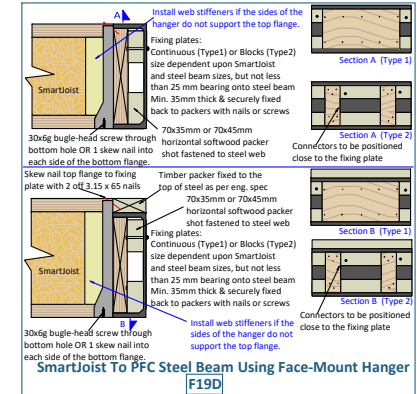 A
Install web stiffeners if the sides of the
hanger do not support the top flange.
Fixing plates:
Continuous (Type1) or Blocks (Type2)
size dependent upon SmartJoist
and steel beam sizes, but not less
than 25 mm bearing onto steel beam
Min. 35mm thick & securely fixed
back to packers with nails or screws
SmartJoist
70x35mm or 70x45mm
horizontal softwood packer
shot fastened to steel web
30x6g bugle-head screw through
bottom hole OR 1 skew nail into
each side of the bottom flange.
Section A (Type 1)
Section A (Type 2)
Connectors to be positioned
close to the fixing plate
Skew nail top flange to fixing
plate with 2 off 3.15 x 65 nails
Timber packer fixed to the
top of steel as per eng. spec
70x35mm or 70x45mm
horizontal softwood packer
shot fastened to steel web
Fixing plates:
Continuous (Type1) or Blocks (Type2)
size dependent upon SmartJoist
and steel beam sizes, but not less
than 25 mm bearing onto steel beam
Min. 35mm thick & securely fixed
back to packers with nails or screws
SmartJoist
Install web stiffeners if the
sides of the hanger do not
support the top flange.
B
30x6g bugle-head screw through
bottom hole OR 1 skew nail into
each side of the bottom flange.
Section B (Type 1)
Section B (Type 2)
Connectors to be positioned
close to the fixing plate
SmartJoist To PFC Steel Beam Using Face-Mount Hanger
F19D